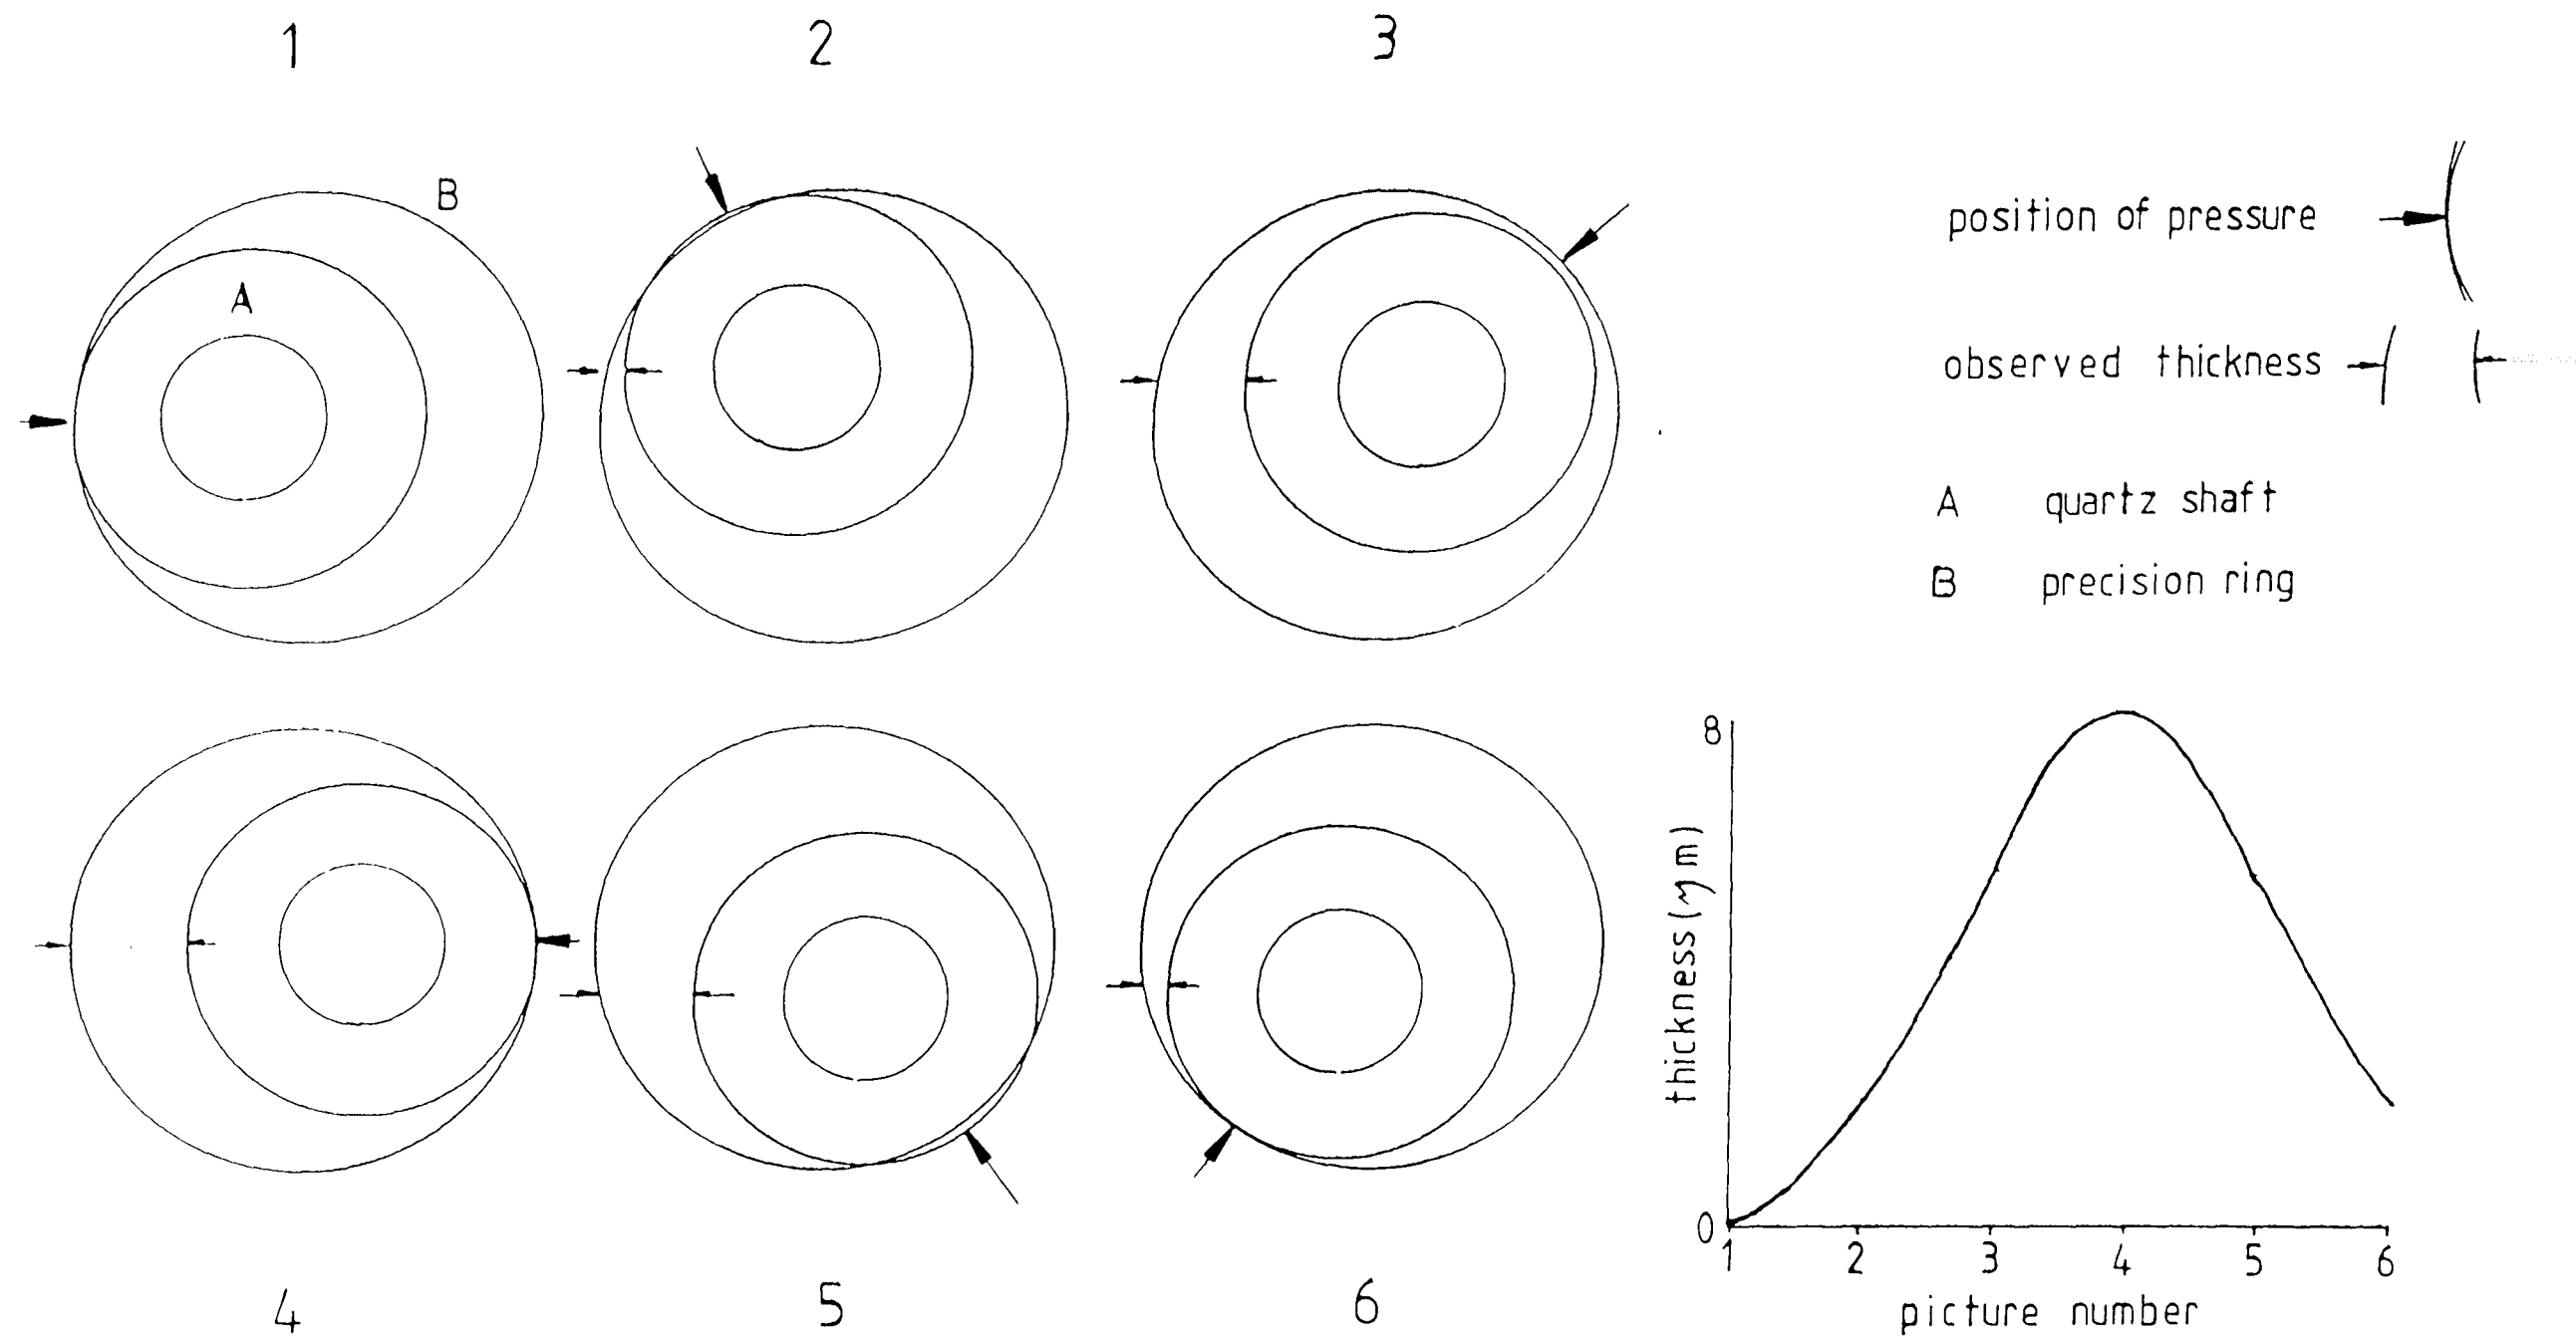 1 2 3
B
A
position of pressure
observed thickness
A quartz shaft
B precision ring
4 5 6
8
0
thickness (μm)
1 2 3 4 5 6
picture number